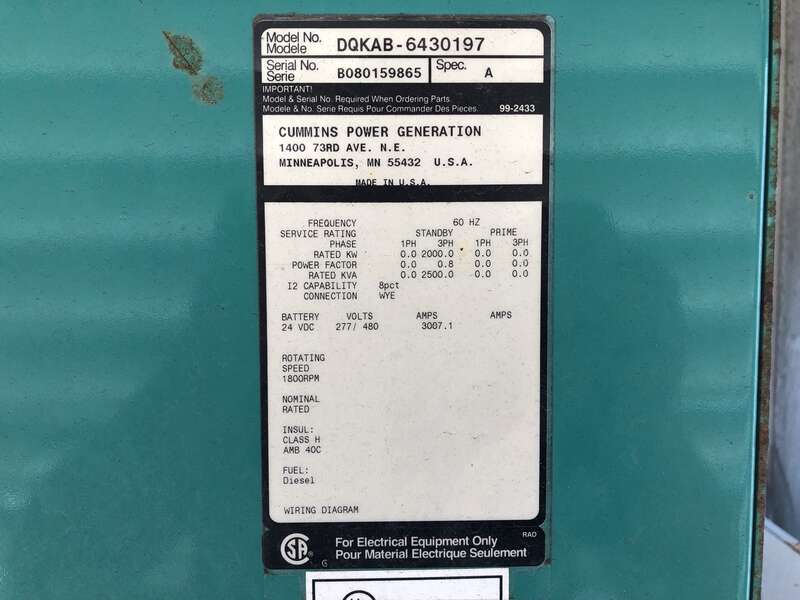 Model No. DQKAB-6430197
Modele
Serial No. B080159865 Spec. A
Serie
IMPORTANT!
Model & Serial No. Required When Ordering Parts
Modele & No. Serie Requis Pour Commander Des Pieces. 99-2433
CUMMINS POWER GENERATION
1400 73RD AVE. N.E.
MINNEAPOLIS, MN 55432 U.S.A.
MADE IN U.S.A.
FREQUENCY 60 HZ
SERVICE RATING STANDBY PRIME
PHASE 1PH 3PH 1PH 3PH
RATED KW 0.0 2000.0 0.0 0.0
POWER FACTOR 0.0 0.8 0.0 0.0
RATED KVA 0.0 2500.0 0.0 0.0
I2 CAPABILITY 8pct
CONNECTION WYE
BATTERY VOLTS AMPS AMPS
24 VDC 277/ 480 3007.1
ROTATING
SPEED
1800RPM
NOMINAL
RATED
INSUL:
CLASS H
AMB 40C
FUEL:
Diesel
WIRING DIAGRAM
RAD
SA ® For Electrical Equipment Only
G Pour Material Electrique Seulement